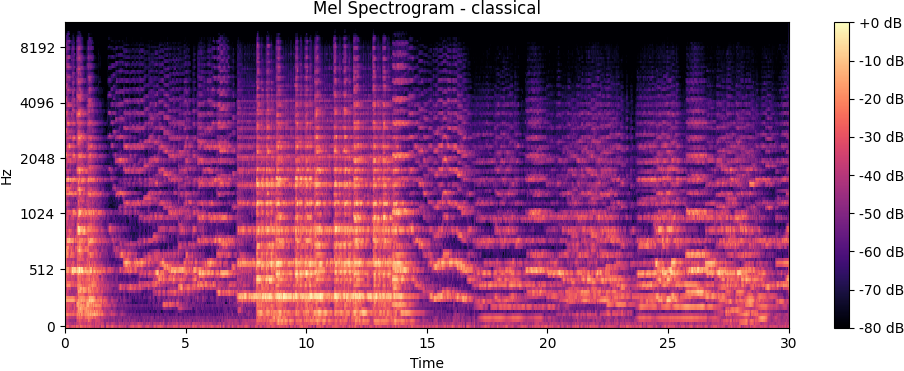 Mel Spectrogram - classical
Hz
8192
4096
2048
1024
512
0
0 5 10 15 20 25 30
Time
+0 dB
-10 dB
-20 dB
-30 dB
-40 dB
-50 dB
-60 dB
-70 dB
-80 dB